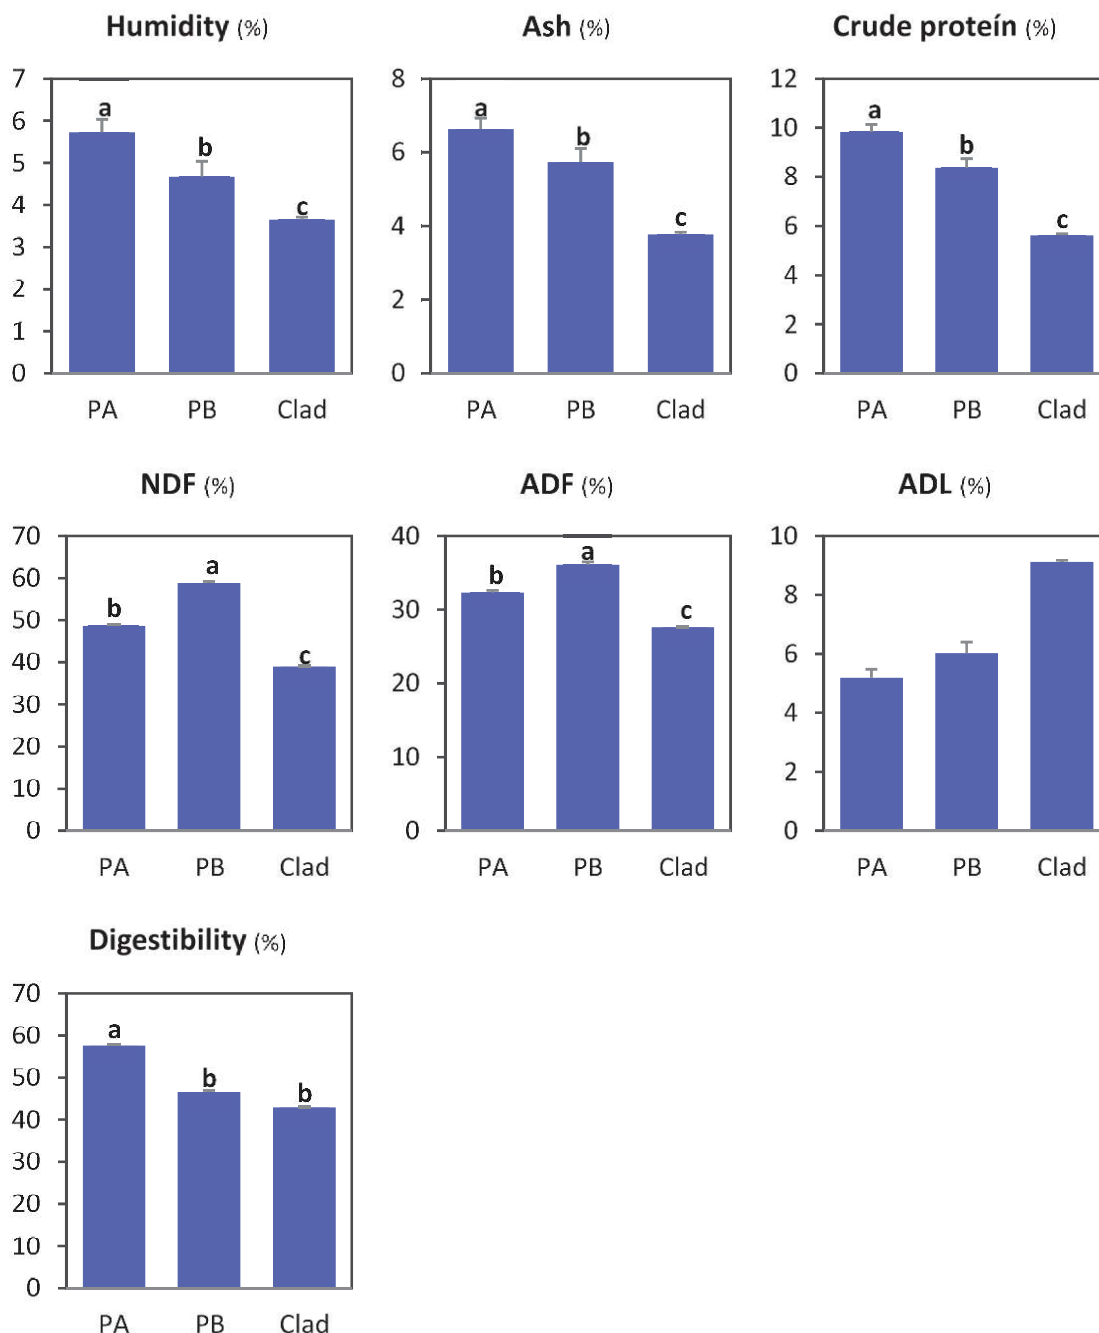 Humidity (%)
7
6
5
4
3
2
1
0
a
b
c
PA PB Clad
Ash (%)
8
6
4
2
0
a
b
c
PA PB Clad
Crude proteín (%)
12
10
8
6
4
2
0
a
b
c
PA PB Clad
NDF (%)
70
60
50
40
30
20
10
0
b
a
c
PA PB Clad
ADF (%)
40
30
20
10
0
b
a
c
PA PB Clad
ADL (%)
10
8
6
4
2
0
PA PB Clad
Digestibility (%)
70
60
50
40
30
20
10
0
a
b
b
PA PB Clad